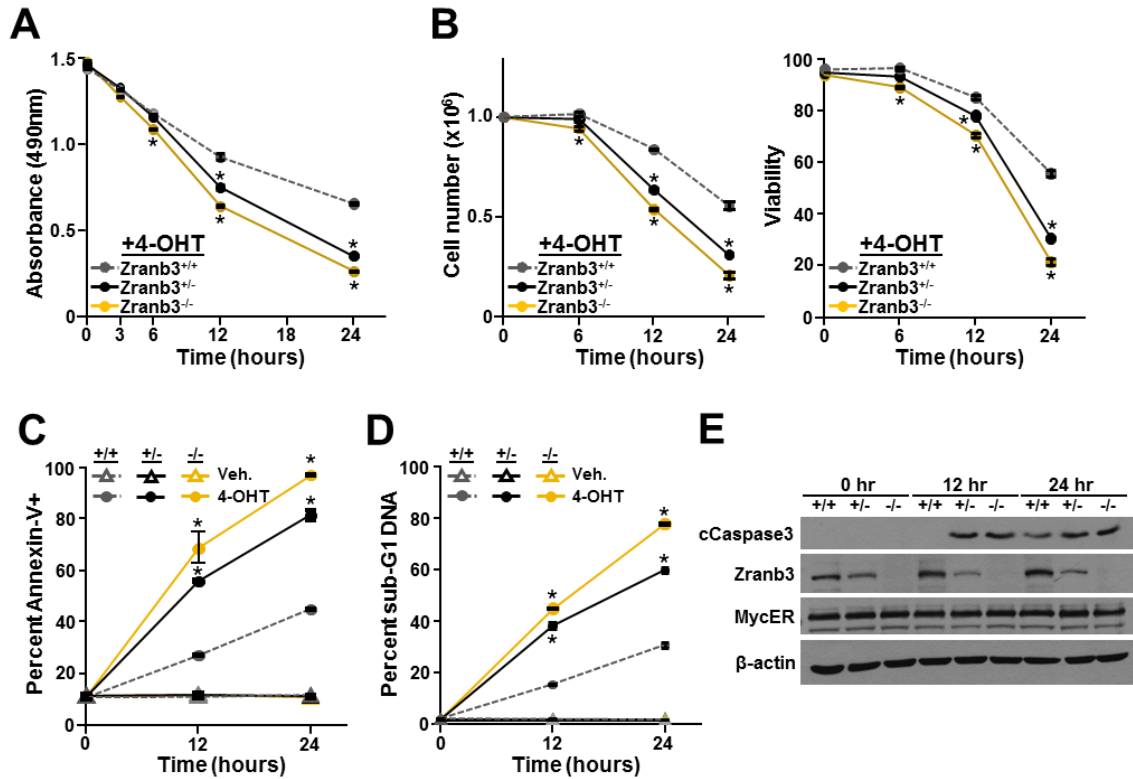 A
Absorbance (490nm)
1.5
1.0
0.5
0
*
*
*
*
*
+4-OHT
Zranb3+/+
Zranb3+/-
Zranb3-/-
0 3 6 12 18 24
Time (hours)
B
Cell number (x10⁶)
1.0
0.5
0
*
*
*
*
*
+4-OHT
Zranb3+/+
Zranb3+/-
Zranb3-/-
0 6 12 24
Time (hours)
Viability
100
80
60
40
20
0
*
*
*
*
*
+4-OHT
Zranb3+/+
Zranb3+/-
Zranb3-/-
0 6 12 24
Time (hours)
C
+/+ +/- -/-
Veh.
4-OHT
Percent Annexin-V+
100
80
60
40
20
0
*
*
*
*
0 12 24
Time (hours)
D
+/+ +/- -/-
Veh.
4-OHT
Percent sub-G1 DNA
100
80
60
40
20
0
*
*
*
*
0 12 24
Time (hours)
E
0 hr 12 hr 24 hr
+/+ +/- -/- +/+ +/- -/- +/+ +/- -/-
cCaspase3
Zranb3
MycER
β-actin